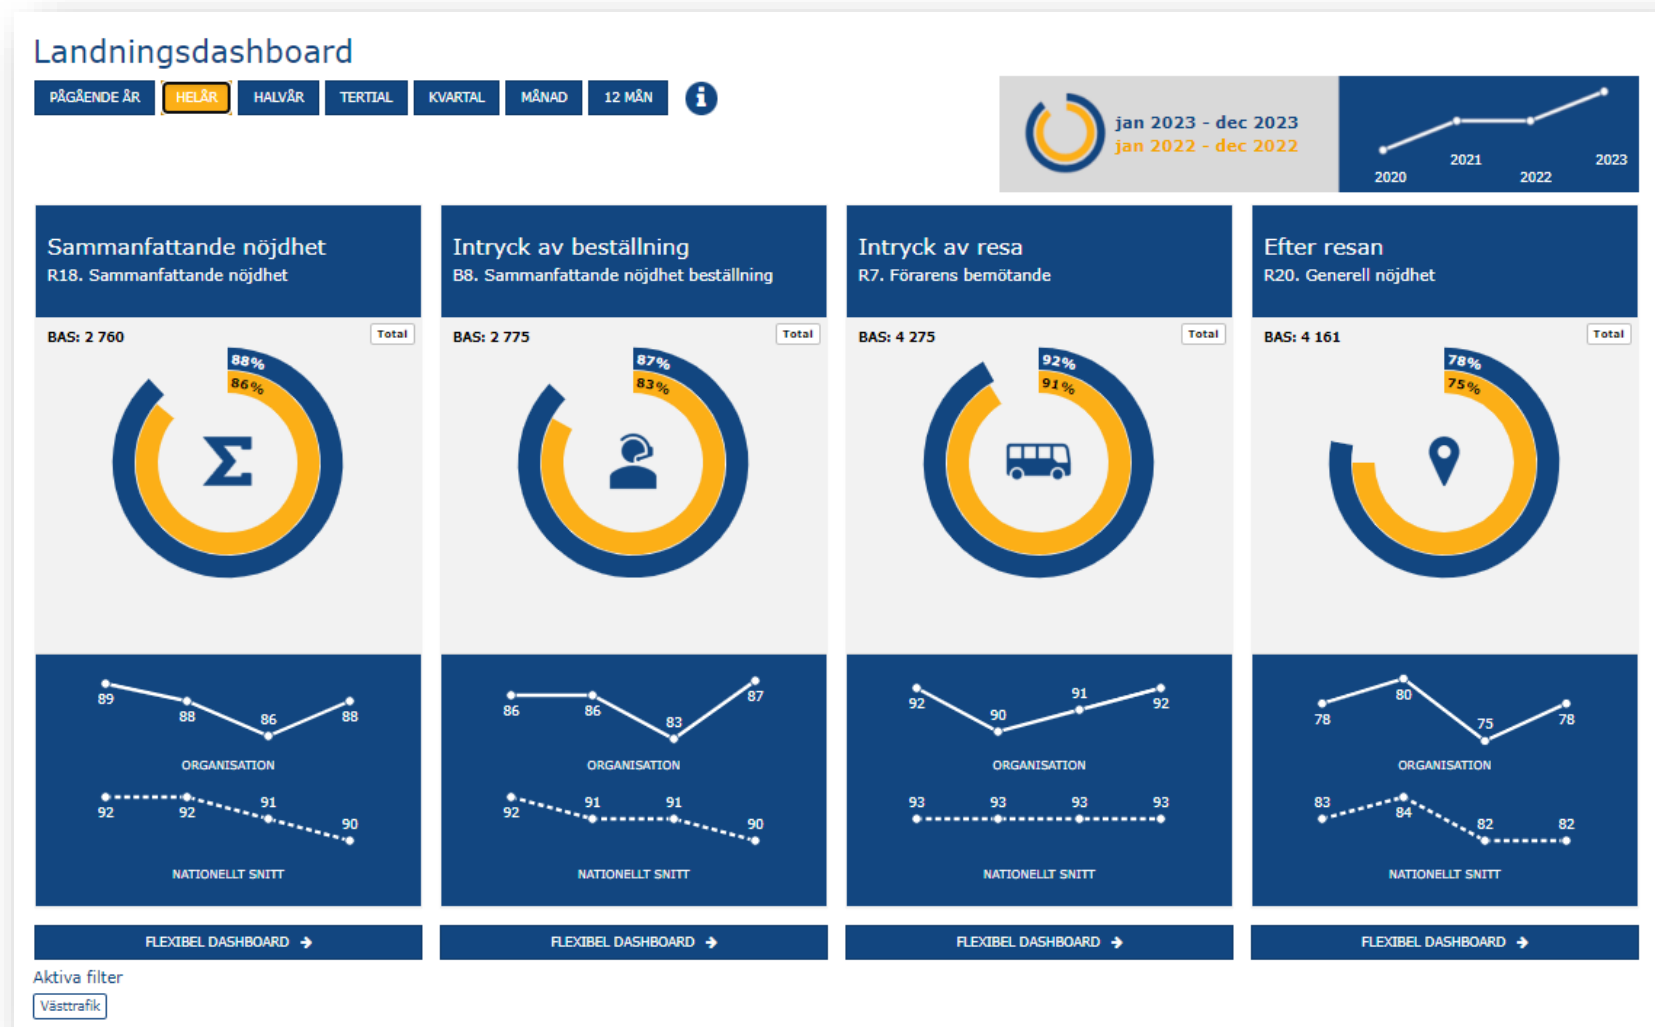 Landningsdashboard
PÅGÅENDE ÅR HELÅR HALVÅR TERTIAL KVARTAL MÅNAD 12 MÅN
jan 2023 - dec 2023
jan 2022 - dec 2022
2020 2021 2022 2023
Sammanfattande nöjdhet
R18. Sammanfattande nöjdhet
BAS: 2 760 Total
88%
86%
89 88 86 88
ORGANISATION
92 92 91 90
NATIONELLT SNITT
FLEXIBEL DASHBOARD →
Intryck av beställning
B8. Sammanfattande nöjdhet beställning
BAS: 2 775 Total
87%
83%
86 86 83 87
ORGANISATION
92 91 91 90
NATIONELLT SNITT
FLEXIBEL DASHBOARD →
Intryck av resa
R7. Förarens bemötande
BAS: 4 275 Total
92%
91%
92 90 91 92
ORGANISATION
93 93 93 93
NATIONELLT SNITT
FLEXIBEL DASHBOARD →
Efter resan
R20. Generell nöjdhet
BAS: 4 161 Total
78%
75%
78 80 75 78
ORGANISATION
83 84 82 82
NATIONELLT SNITT
FLEXIBEL DASHBOARD →
Aktiva filter
Västtrafik